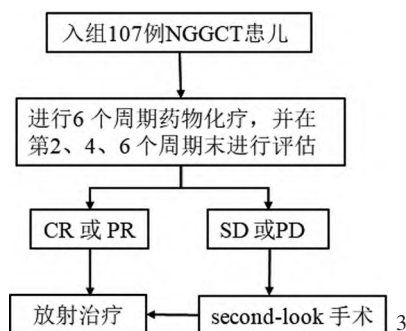 入组107例NGGCT患儿
进行6个周期药物化疗，并在
第2、4、6个周期末进行评估
CR 或 PR
SD 或PD
放射治疗
second-look 手术
3